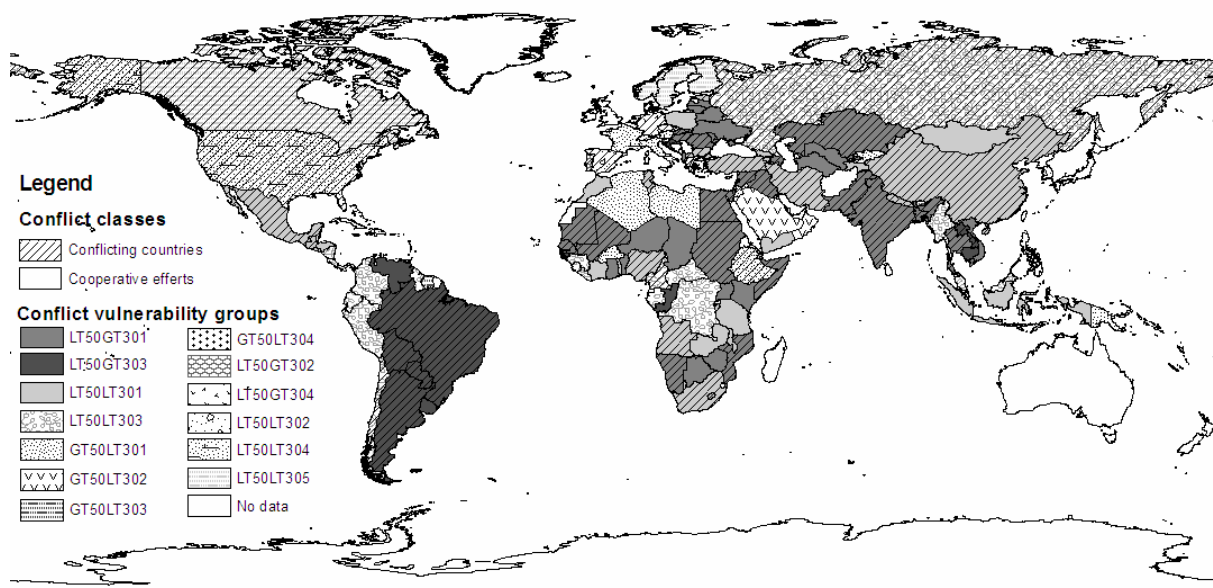 Legend
Conflict classes
Conflicting countries
Cooperative efferts
Conflict vulnerability groups
LT50GT301
LT50GT303
LT50LT301
LT50LT303
GT50LT301
GT50LT302
GT50LT303
GT50LT304
LT50GT302
LT50GT304
LT50LT302
LT50LT304
LT50LT305
No data